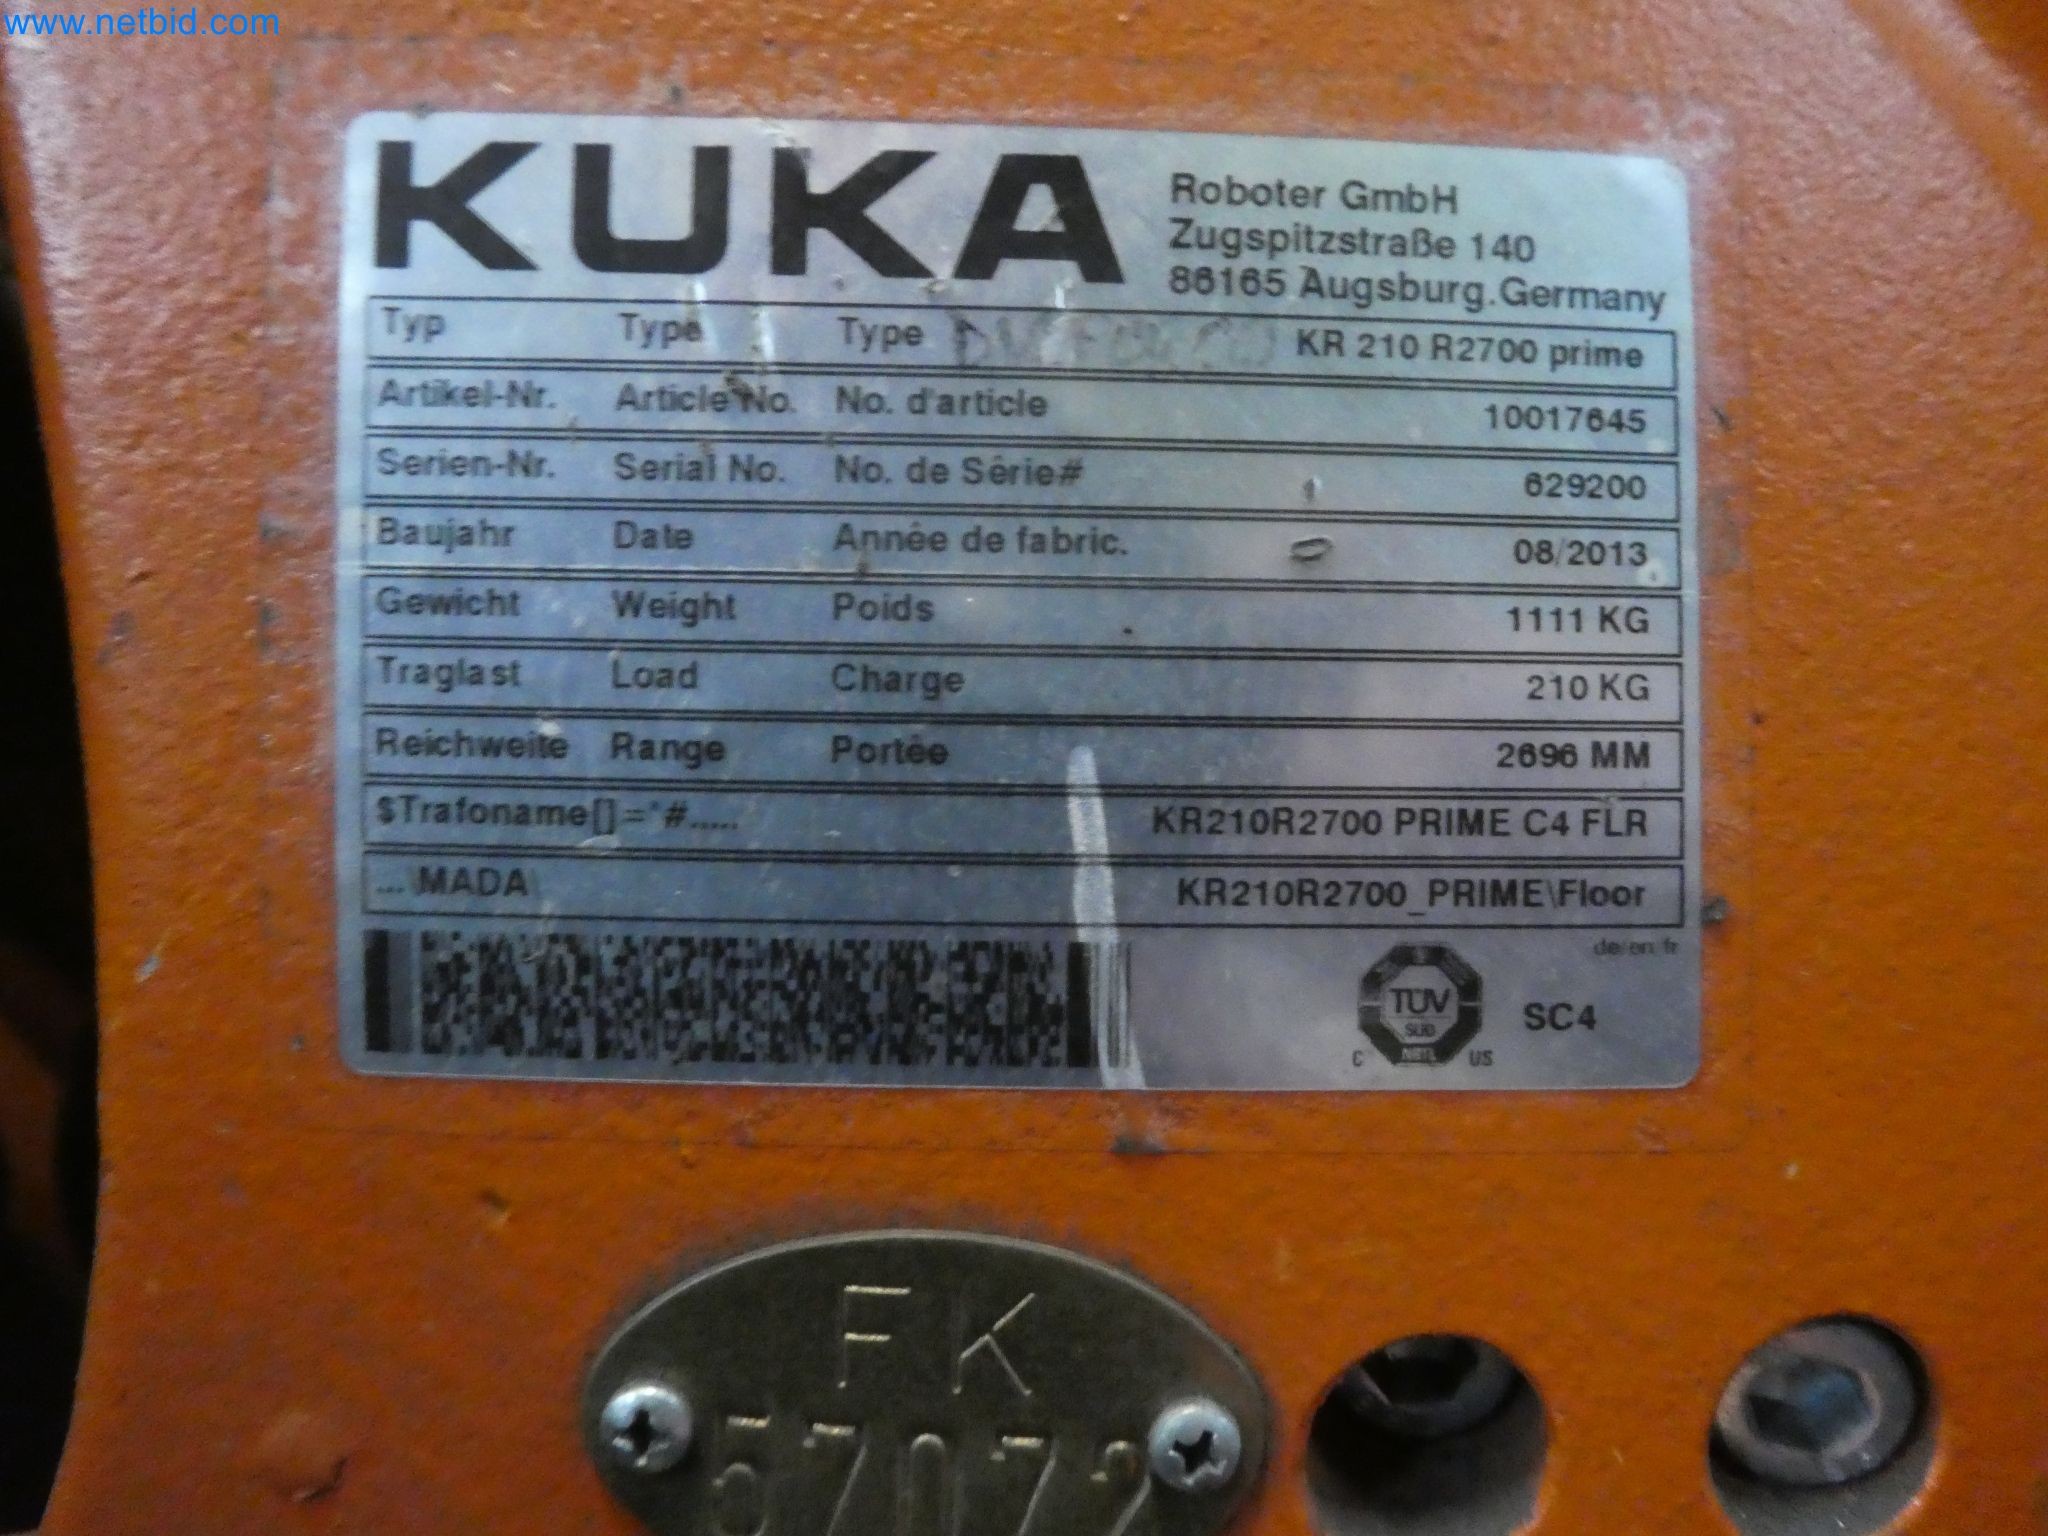 www.netbid.com
KUKA
Roboter GmbH
Zugspitzstraße 140
86165 Augsburg.Germany
Typ Type Type KR 210 R2700 prime
Artikel-Nr. Article No. No. d'article 10017645
Serien-Nr. Serial No. No. de Série# 629200
Baujahr Date Année de fabric. 08/2013
Gewicht Weight Poids 1111 KG
Traglast Load Charge 210 KG
Reichweite Range Portée 2696 MM
$Trafoname[]="#..... KR210R2700 PRIME C4 FLR
...\MADA\ KR210R2700_PRIME\Floor
de/en/fr
TÜV
SÜD
NRTL
C US
SC4
FK
57072